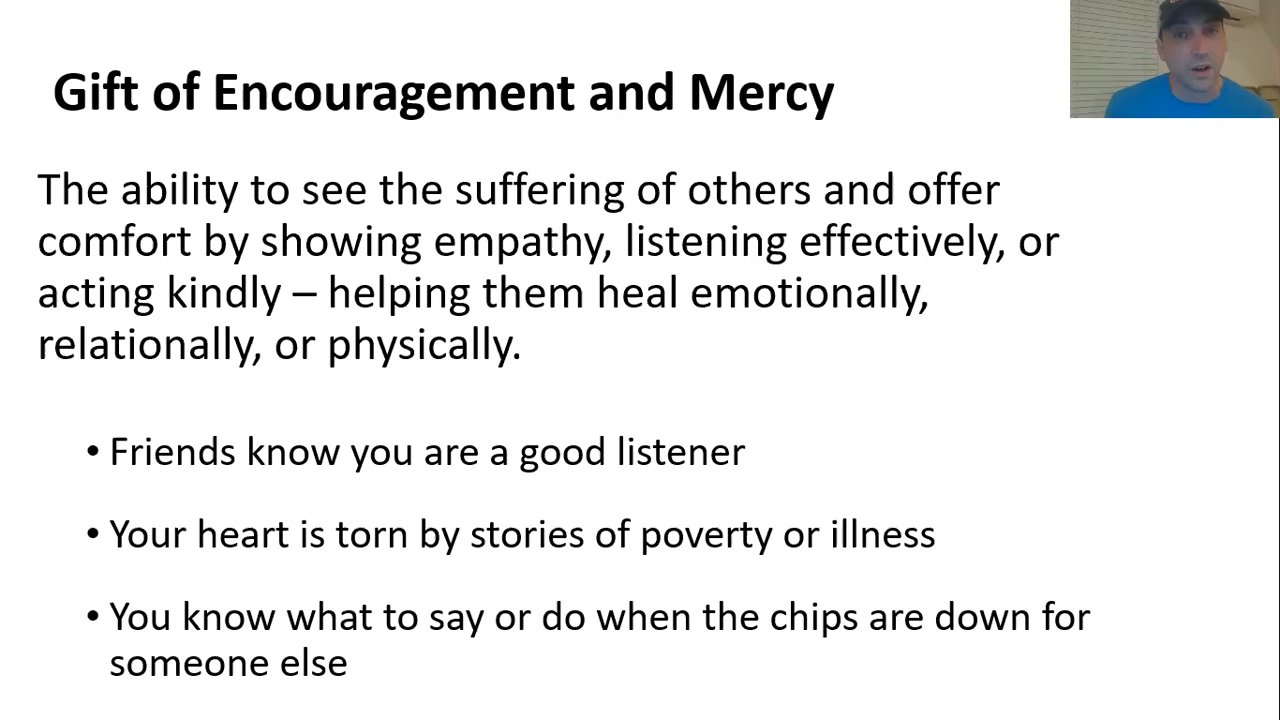 Gift of Encouragement and Mercy
The ability to see the suffering of others and offer
comfort by showing empathy, listening effectively, or
acting kindly – helping them heal emotionally,
relationally, or physically.
• Friends know you are a good listener
• Your heart is torn by stories of poverty or illness
• You know what to say or do when the chips are down for
someone else